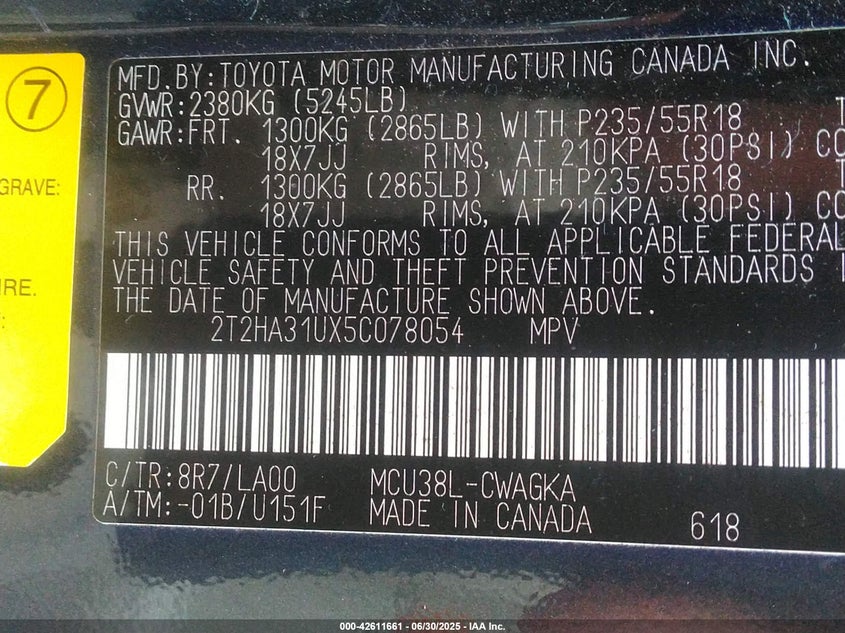 7
GRAVE:
MFD.BY:TOYOTA MOTOR MANUFACTURING CANADA INC.
GVWR:2380KG (5245LB)
GAWR:FRT. 1300KG (2865LB) WITH P235/55R18
18X7JJ RIMS, AT 210KPA (30PSI) CO
RR. 1300KG (2865LB) WITH P235/55R18
18X7JJ RIMS, AT 210KPA (30PSI) CO
THIS VEHICLE CONFORMS TO ALL APPLICABLE FEDERAL
VEHICLE SAFETY AND THEFT PREVENTION STANDARDS
THE DATE OF MANUFACTURE SHOWN ABOVE.
2T2HA31UX5C078054 MPV
C/TR:8R7/LA00 MCU38L-CWAGKA
A/TM:-01B/U151F MADE IN CANADA 618
000-42611661 - 06/30/2025 - IAA Inc.